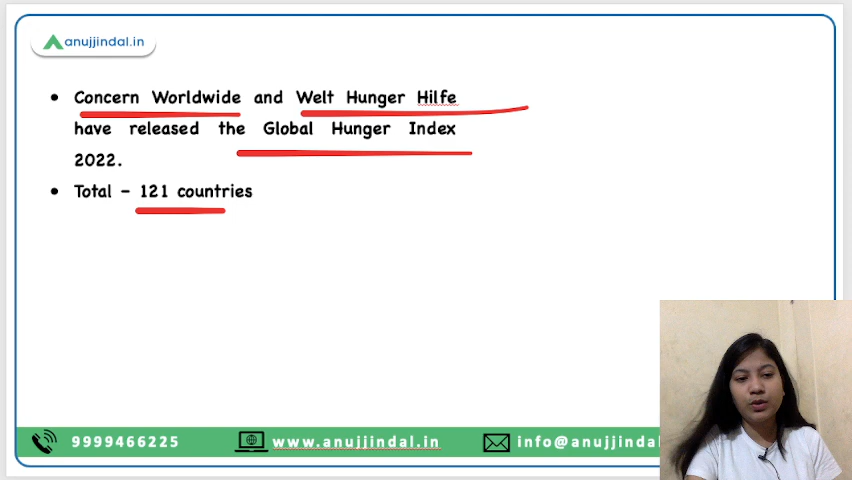 anujjindal.in
• Concern Worldwide and Welt Hunger Hilfe
have released the Global Hunger Index
2022.
• Total – 121 countries
9999466225 www.anujjindal.in info@anujjindal